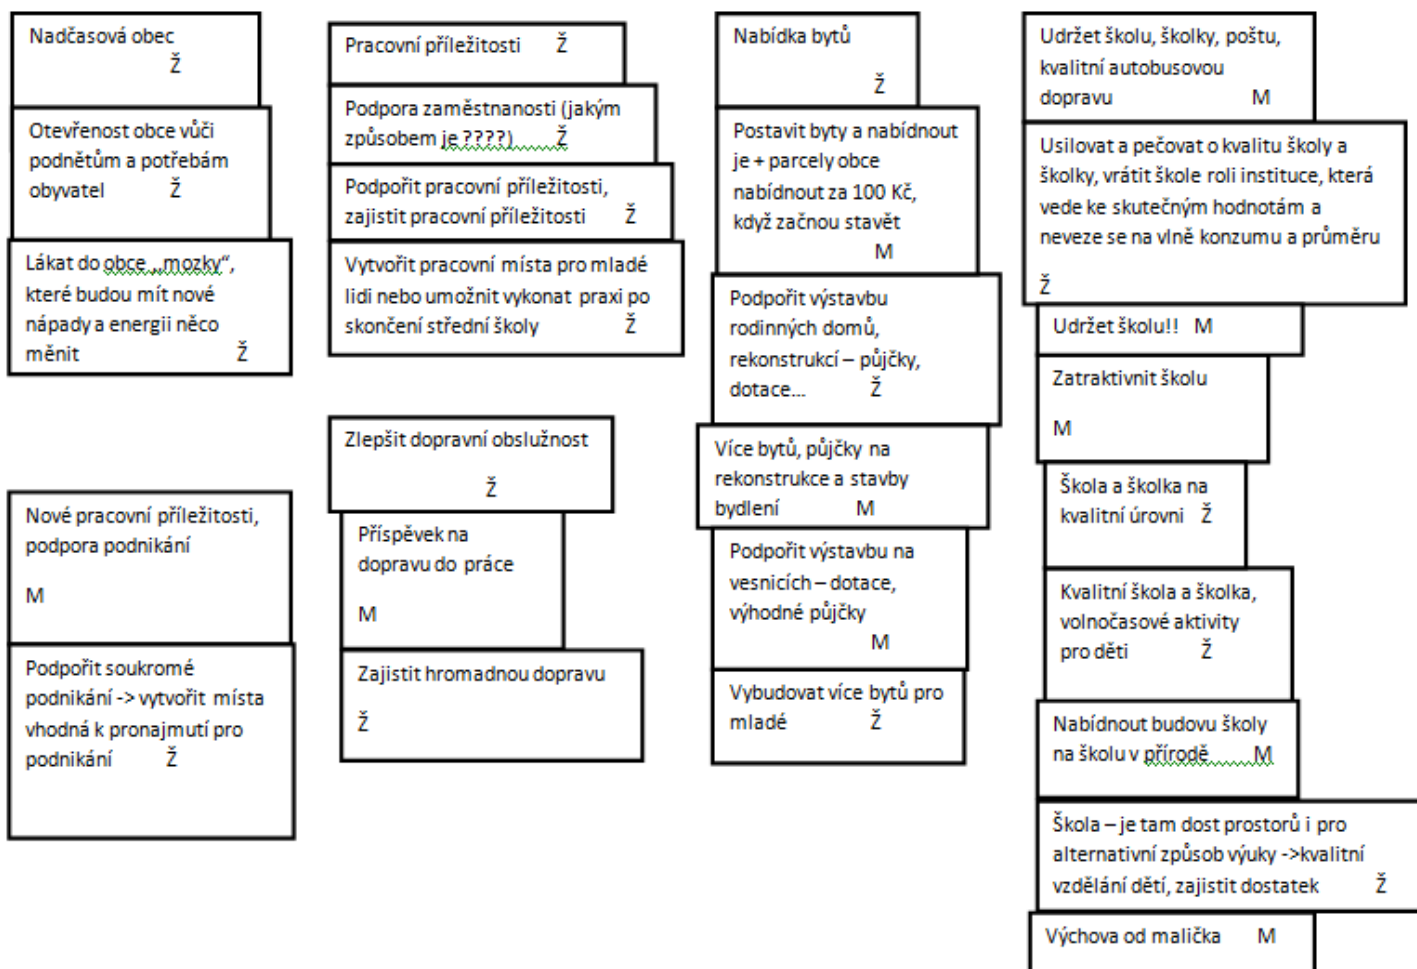 Nadčasová obec
Ž
Otevřenost obce vůči
podnětům a potřebám
obyvatel Ž
Lákat do obce „mozky“,
které budou mít nové
nápady a energii něco
měnit Ž
Nové pracovní příležitosti,
podpora podnikání
M
Podpořit soukromé
podnikání -> vytvořit místa
vhodná k pronajmutí pro
podnikání Ž
Pracovní příležitosti Ž
Podpora zaměstnanosti (jakým
způsobem je ????) Ž
Podpořit pracovní příležitosti,
zajistit pracovní příležitosti Ž
Vytvořit pracovní místa pro mladé
lidi nebo umožnit vykonat praxi po
skončení střední školy Ž
Zlepšit dopravní obslužnost
Ž
Příspěvek na
dopravu do práce
M
Zajistit hromadnou dopravu
Ž
Nabídka bytů
Ž
Postavit byty a nabídnout
je + parcely obce
nabídnout za 100 Kč,
když začnou stavět
M
Podpořit výstavbu
rodinných domů,
rekonstrukcí – půjčky,
dotace... Ž
Více bytů, půjčky na
rekonstrukce a stavby
bydlení M
Podpořit výstavbu na
vesnicích – dotace,
výhodné půjčky
M
Vybudovat více bytů pro
mladé Ž
Udržet školu, školky, poštu,
kvalitní autobusovou
dopravu M
Usilovat a pečovat o kvalitu školy a
školky, vrátit škole roli instituce, která
vede ke skutečným hodnotám a
neveze se na vlně konzumu a průměru
Ž
Udržet školu!! M
Zatraktivnit školu
M
Škola a školka na
kvalitní úrovni Ž
Kvalitní škola a školka,
volnočasové aktivity
pro děti Ž
Nabídnout budovu školy
na školu v přírodě M
Škola – je tam dost prostorů i pro
alternativní způsob výuky ->kvalitní
vzdělání dětí, zajistit dostatek Ž
Výchova od malička M